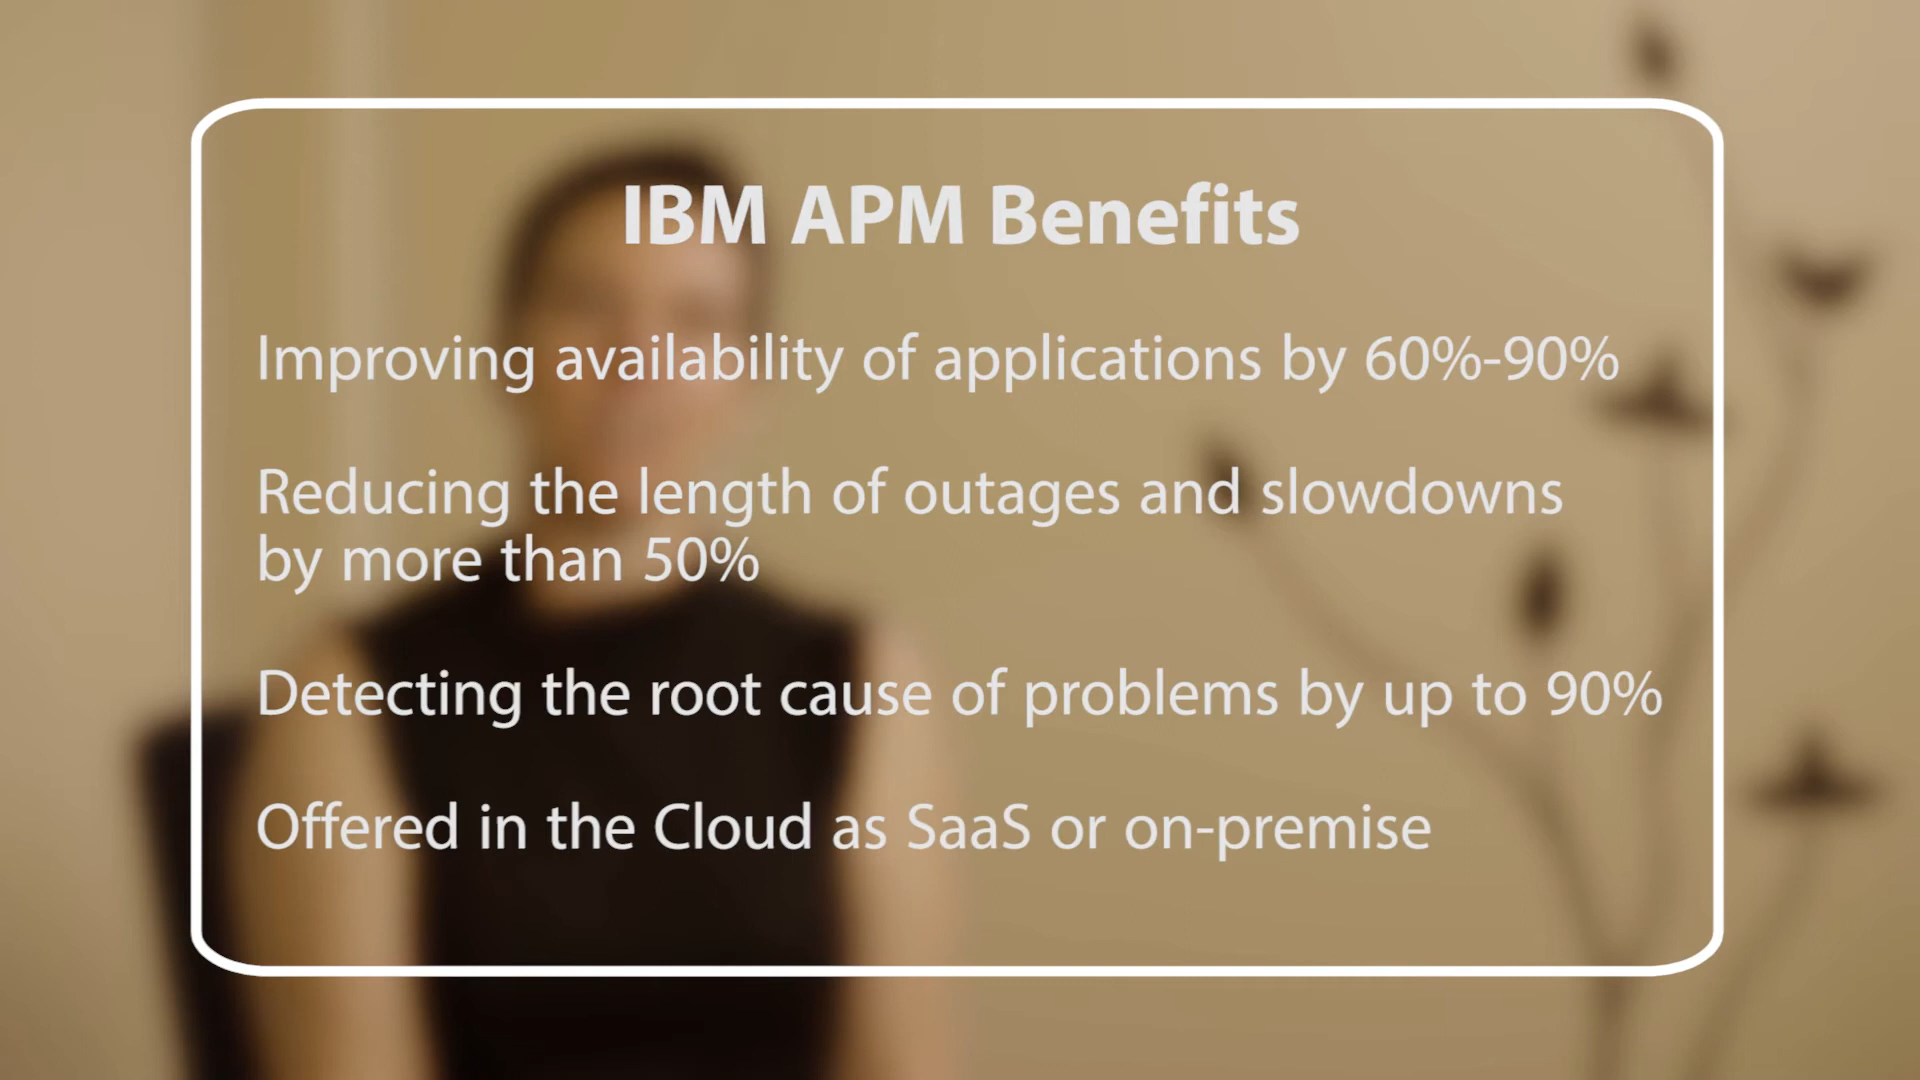 IBM APM Benefits
Improving availability of applications by 60%-90%
Reducing the length of outages and slowdowns
by more than 50%
Detecting the root cause of problems by up to 90%
Offered in the Cloud as SaaS or on-premise